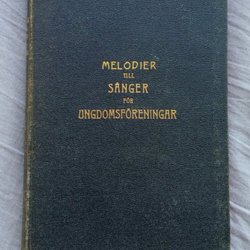 MELODIER
TILL
SÅNGER
FÖR
UNGDOMSFÖRENINGAR